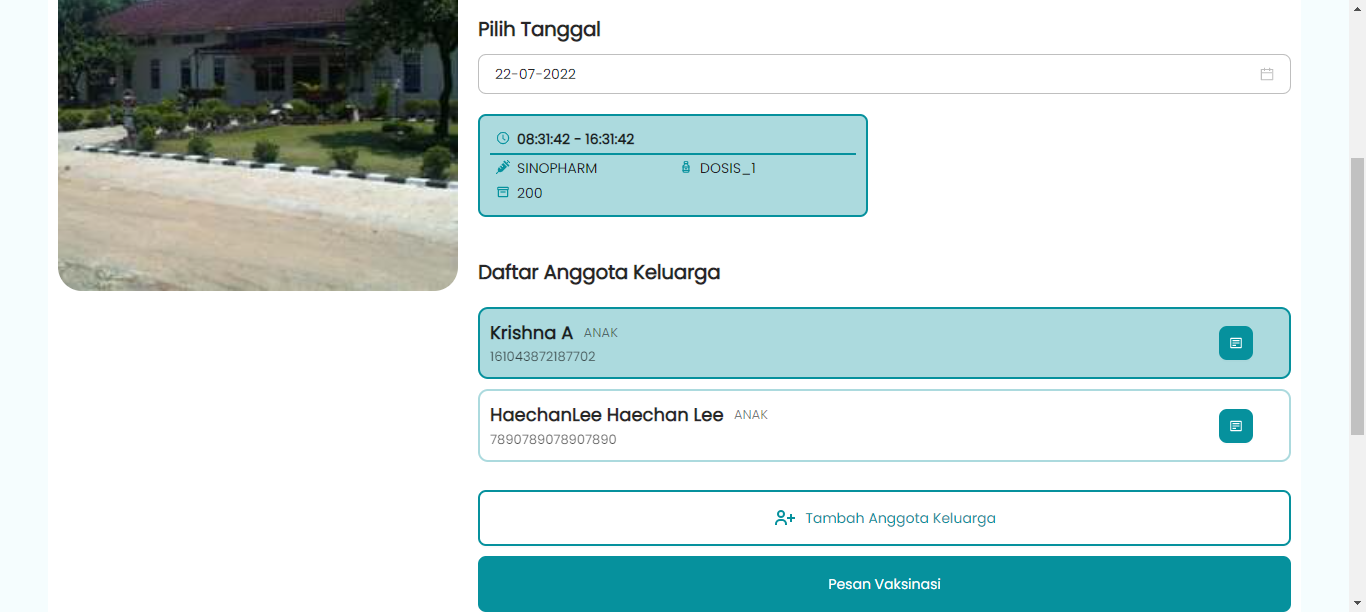 Pilih Tanggal
22-07-2022
08:31:42 - 16:31:42
SINOPHARM DOSIS_1
200
Daftar Anggota Keluarga
Krishna A ANAK
161043872187702
HaechanLee Haechan Lee ANAK
7890789078907890
Tambah Anggota Keluarga
Pesan Vaksinasi